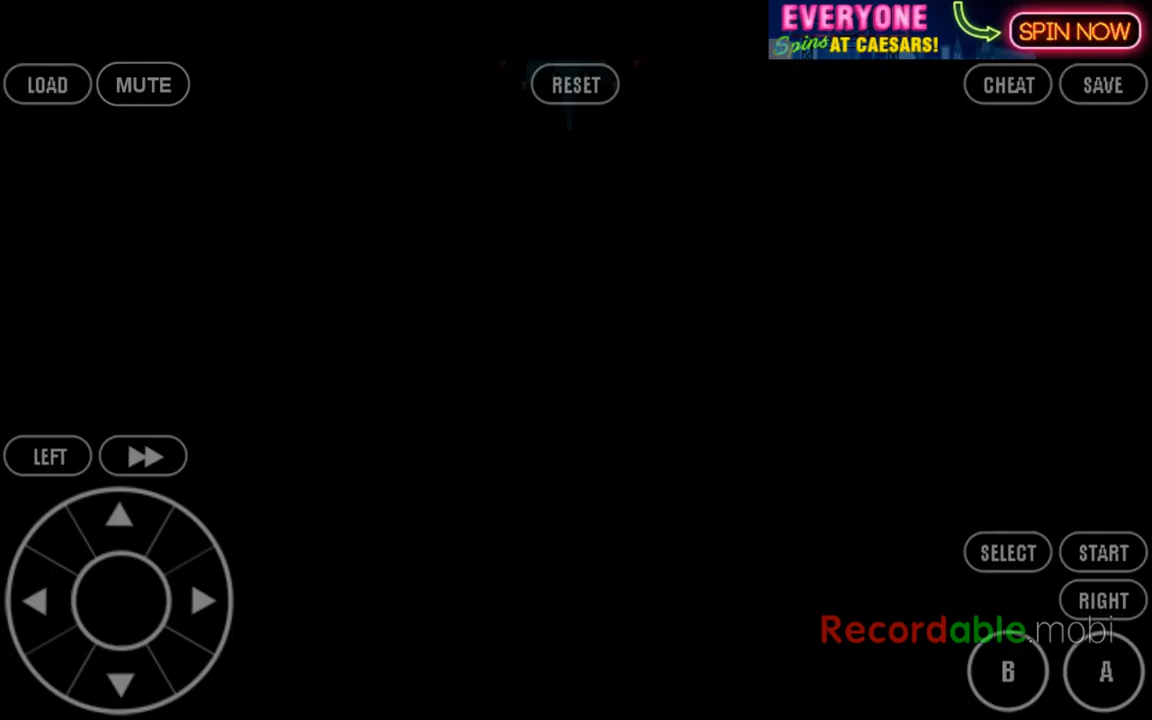 EVERYONE
Spins AT CAESARS!
SPIN NOW
LOAD
MUTE
RESET
CHEAT
SAVE
LEFT
SELECT
START
RIGHT
Recordable.mobi
B
A